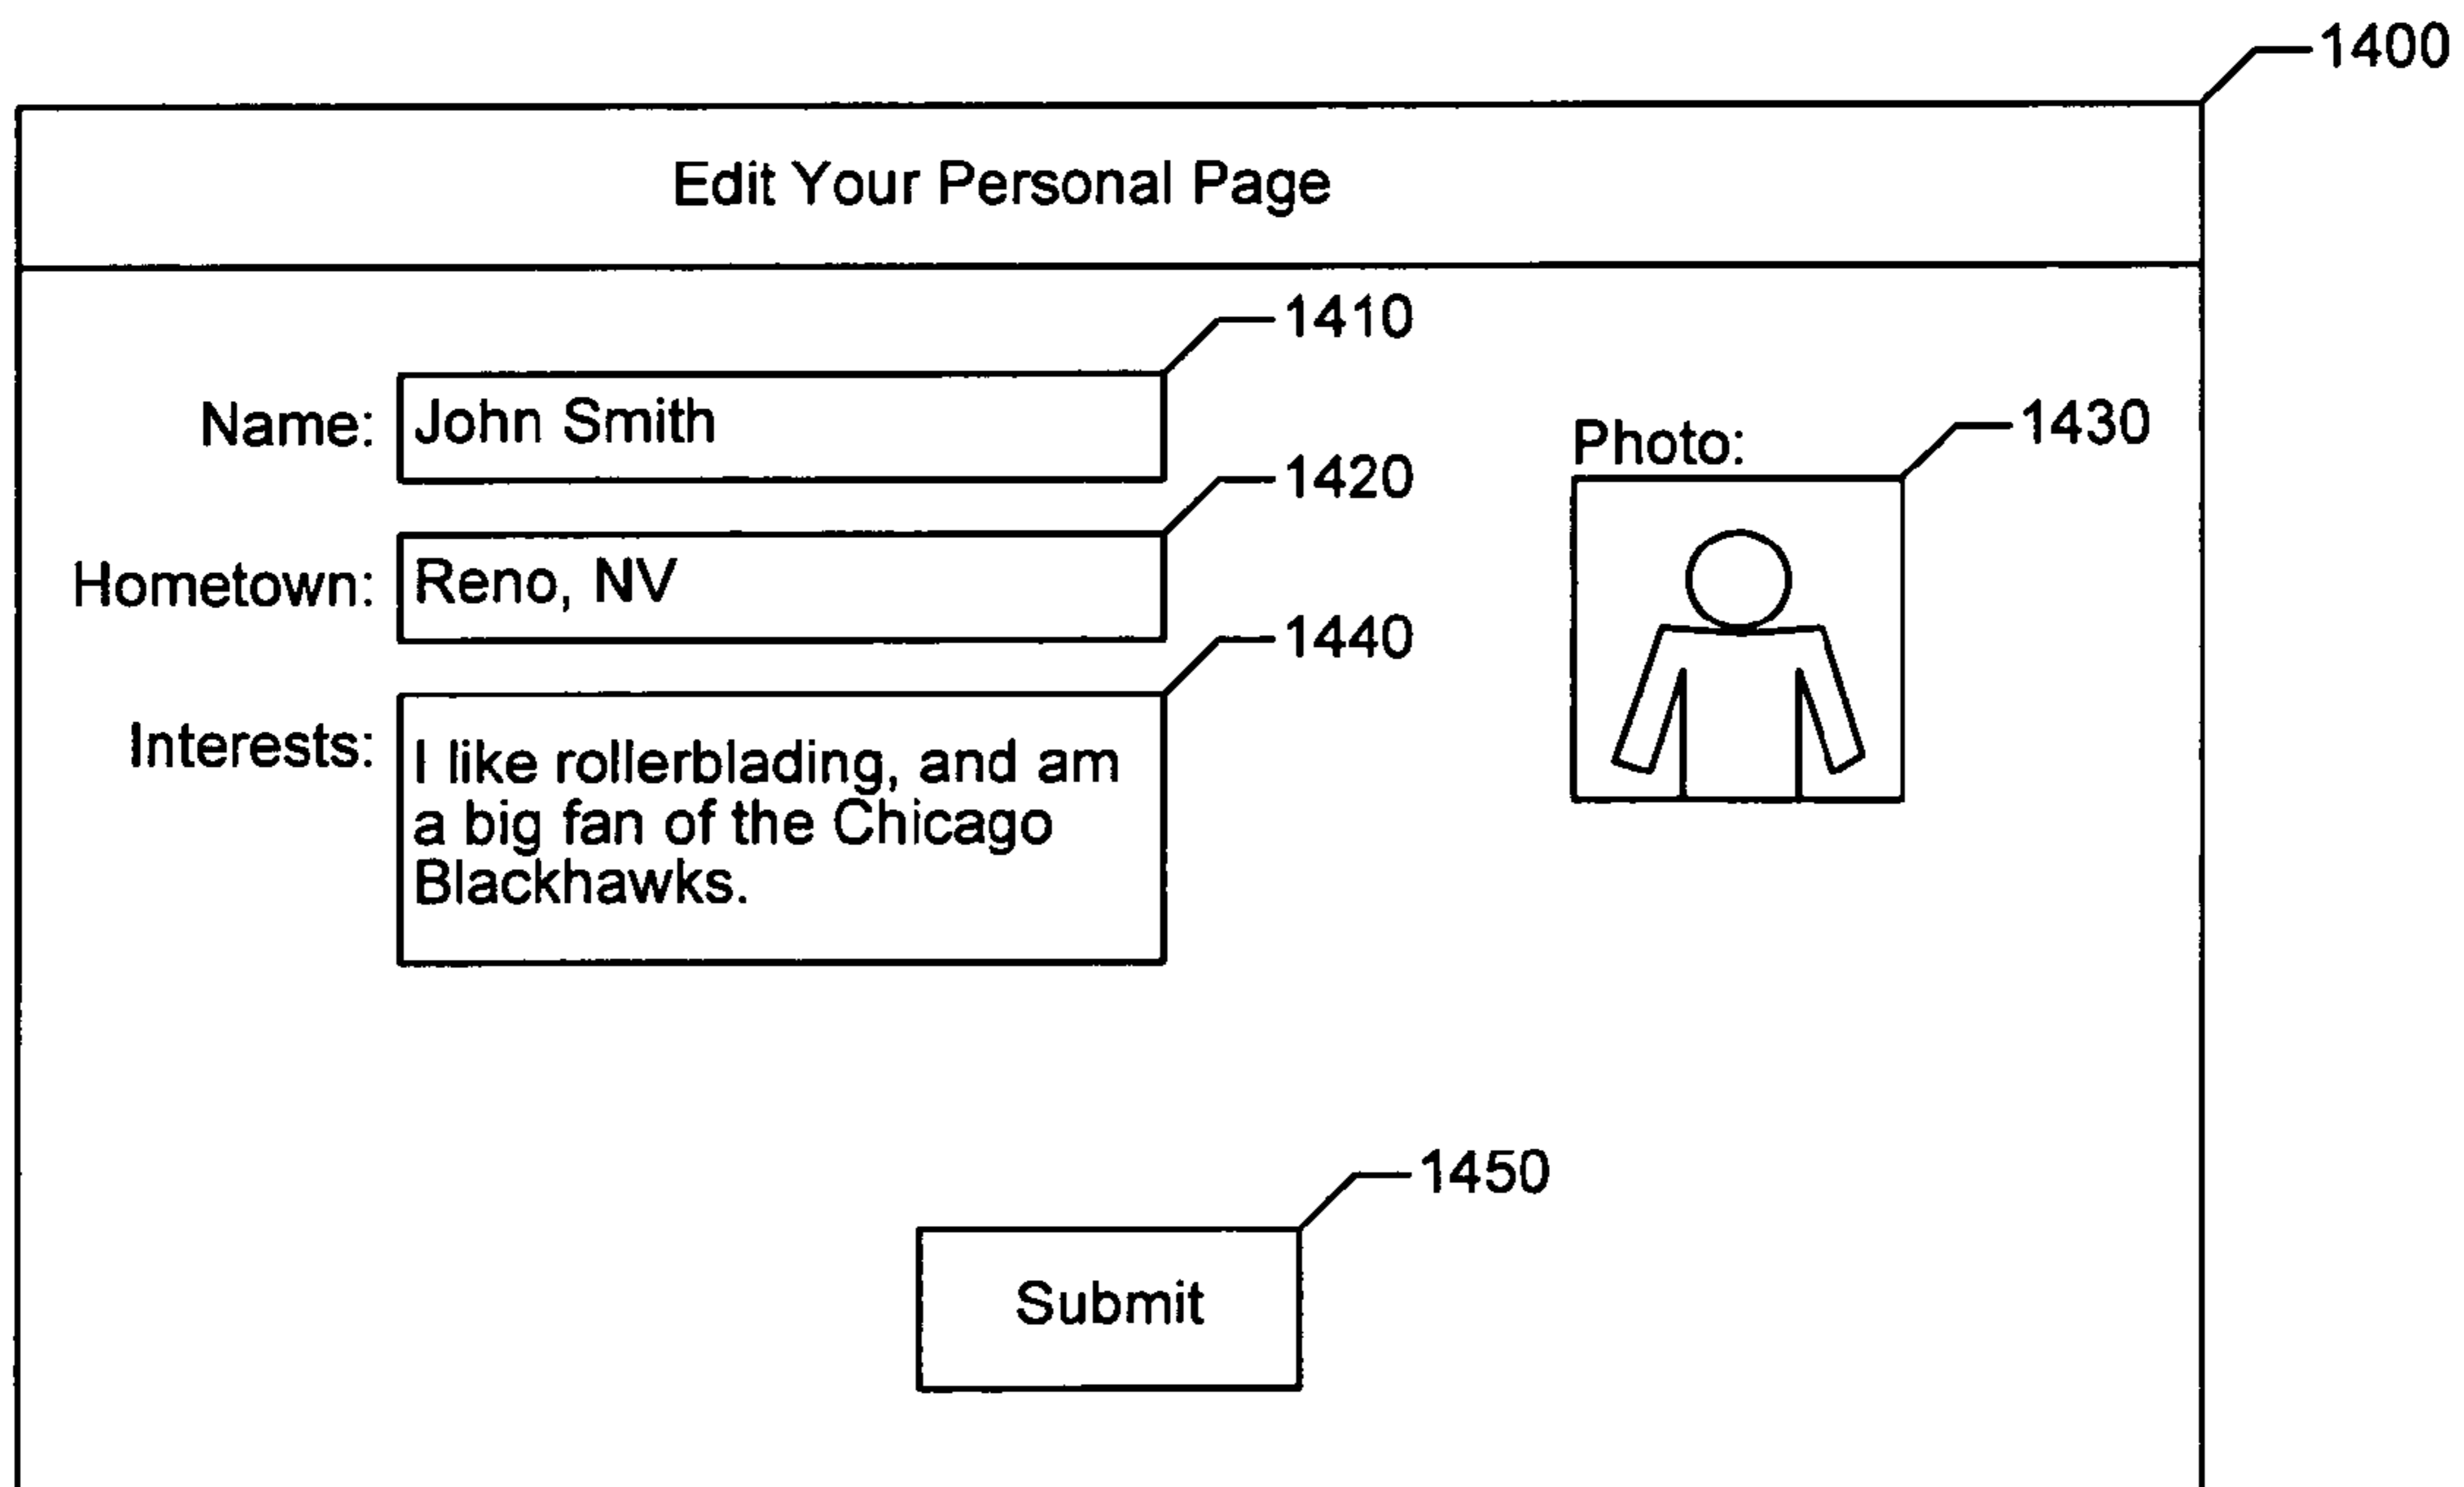 1400
Edit Your Personal Page
1410
Name: John Smith
Photo: 1430
1420
Hometown: Reno, NV
1440
Interests: I like rollerblading, and am
a big fan of the Chicago
Blackhawks.
1450
Submit